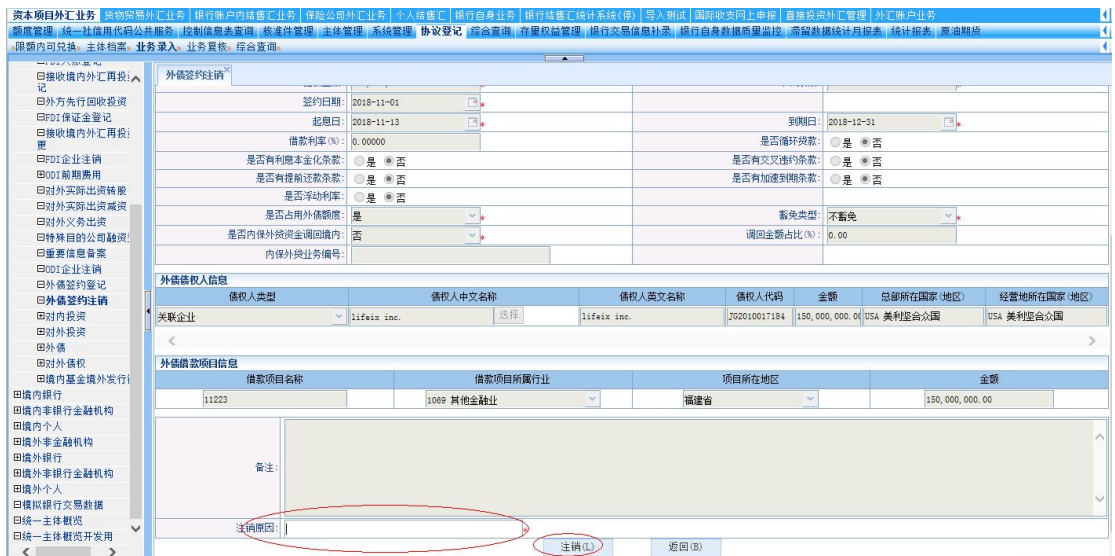 资本项目外汇业务 货物贸易外汇业务 银行账户内结售汇业务 保险公司外汇业务 个人结售汇 银行自身业务 银行结售汇统计系统(停) 导入测试 国际收支网上申报 直接投资外汇管理 外汇账户业务
额度管理 统一社信用代码公共服务 控制信息表查询 核准件管理 主体管理 系统管理 协议登记 综合查询 存量权益管理 银行交易信息补录 银行自身数据质量监控 滞留数据统计月报表 统计报表 原油期货
限额内可兑换 主体档案 业务录入 业务复核 综合查询
接收境内外汇再投
记
外方先行回收投资
FDI保证金登记
接收境内外汇再投
更
FDI企业注销
ODI前期费用
对外实际出资转股
对外实际出资减资
对外义务出资
特殊目的公司融资
重要信息备案
ODI企业注销
外债签约登记
外债签约注销
对内投资
对外投资
外债
对外债权
境内基金境外发行
境内银行
境内非银行金融机构
境内个人
境外非金融机构
境外银行
境外非银行金融机构
境外个人
模拟银行交易数据
统一主体概览
统一主体概览开发用
外债签约注销
签约日期: 2018-11-01 *
起息日: 2018-11-13 * 到期日: 2018-12-31 *
借款利率(%): 0.00000 是否循环贷款: 是 否
是否有利息本金化条款: 是 否 是否有交叉违约条款: 是 否
是否有提前还款条款: 是 否 是否有加速到期条款: 是 否
是否浮动利率: 是 否
是否占用外债额度: 是 * 豁免类型: 不豁免 *
是否内保外贷资金调回境内: 否 * 调回金额占比(%): 0.00
内保外贷业务编号:
外债债权人信息
债权人类型 债权人中文名称 债权人英文名称 债权人代码 金额 总部所在国家(地区) 经营地所在国家(地区)
关联企业 lifeix inc. 选择 lifeix inc. JG2010017184 150,000,000.00 USA 美利坚合众国 USA 美利坚合众国
外债借款项目信息
借款项目名称 借款项目所属行业 项目所在地区 金额
11223 1069 其他金融业 福建省 150,000,000.00
备注:
注销原因: *
注销(L) 返回(B)